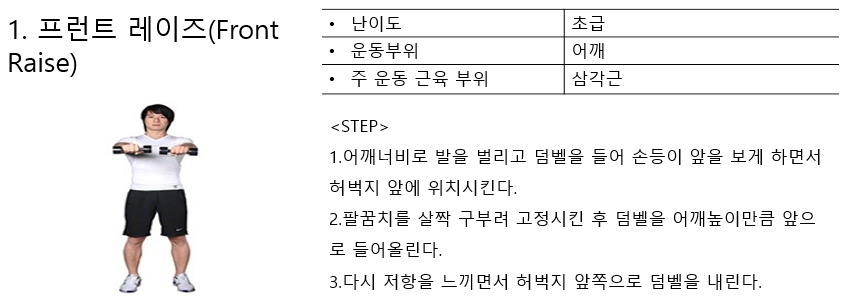 1. 프런트 레이즈(Front
Raise)
• 난이도 초급
• 운동부위 어깨
• 주 운동 근육 부위 삼각근
<STEP>
1.어깨너비로 발을 벌리고 덤벨을 들어 손등이 앞을 보게 하면서
허벅지 앞에 위치시킨다.
2.팔꿈치를 살짝 구부려 고정시킨 후 덤벨을 어깨높이만큼 앞으
로 들어올린다.
3.다시 저항을 느끼면서 허벅지 앞쪽으로 덤벨을 내린다.